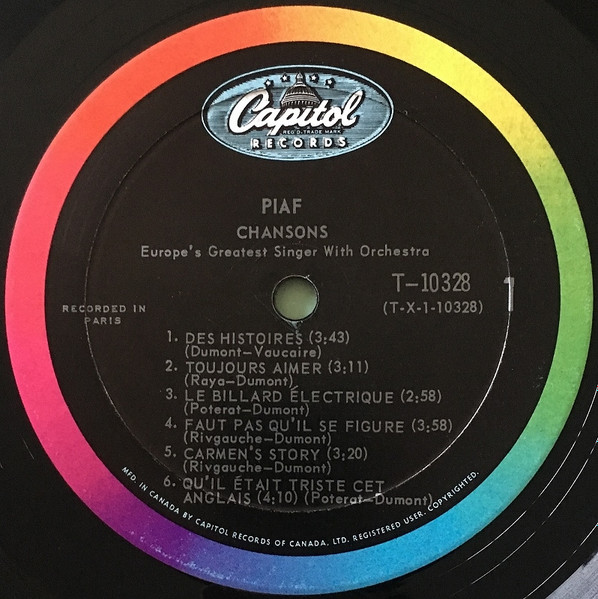 Capitol
REG'D. TRADE MARK
RECORDS
PIAF
CHANSONS
Europe's Greatest Singer With Orchestra
T-10328
1
(T-X-1-10328)
RECORDED IN
PARIS
1. DES HISTOIRES (3:43)
(Dumont-Vaucaire)
2. TOUJOURS AIMER (3:11)
(Raya-Dumont)
3. LE BILLARD ÉLECTRIQUE (2:58)
(Poterat-Dumont)
4. FAUT PAS QU'IL SE FIGURE (3:58)
(Rivgauche-Dumont)
5. CARMEN'S STORY (3:20)
(Rivgauche-Dumont)
6. QU'IL ÉTAIT TRISTE CET
ANGLAIS (4:10) (Poterat-Dumont)
MFD. IN CANADA BY CAPITOL RECORDS OF CANADA, LTD. REGISTERED USER. COPYRIGHTED.